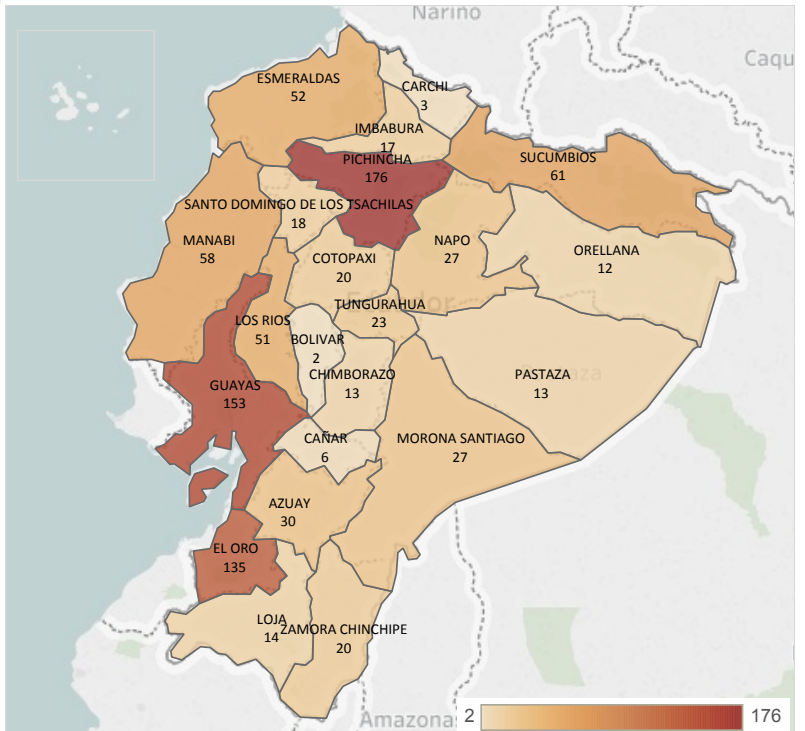 Nariño
Caqu
ESMERALDAS
52
CARCHI
3
IMBABURA
17
PICHINCHA
176
SUCUMBIOS
61
SANTO DOMINGO DE LOS TSACHILAS
18
MANABI
58
NAPO
27
ORELLANA
12
COTOPAXI
20
TUNGURAHUA
23
LOS RIOS
51
BOLIVAR
2
CHIMBORAZO
13
PASTAZA
13
GUAYAS
153
CAÑAR
6
MORONA SANTIAGO
27
AZUAY
30
EL ORO
135
LOJA
14
ZAMORA CHINCHIPE
20
Amazonas
2
176